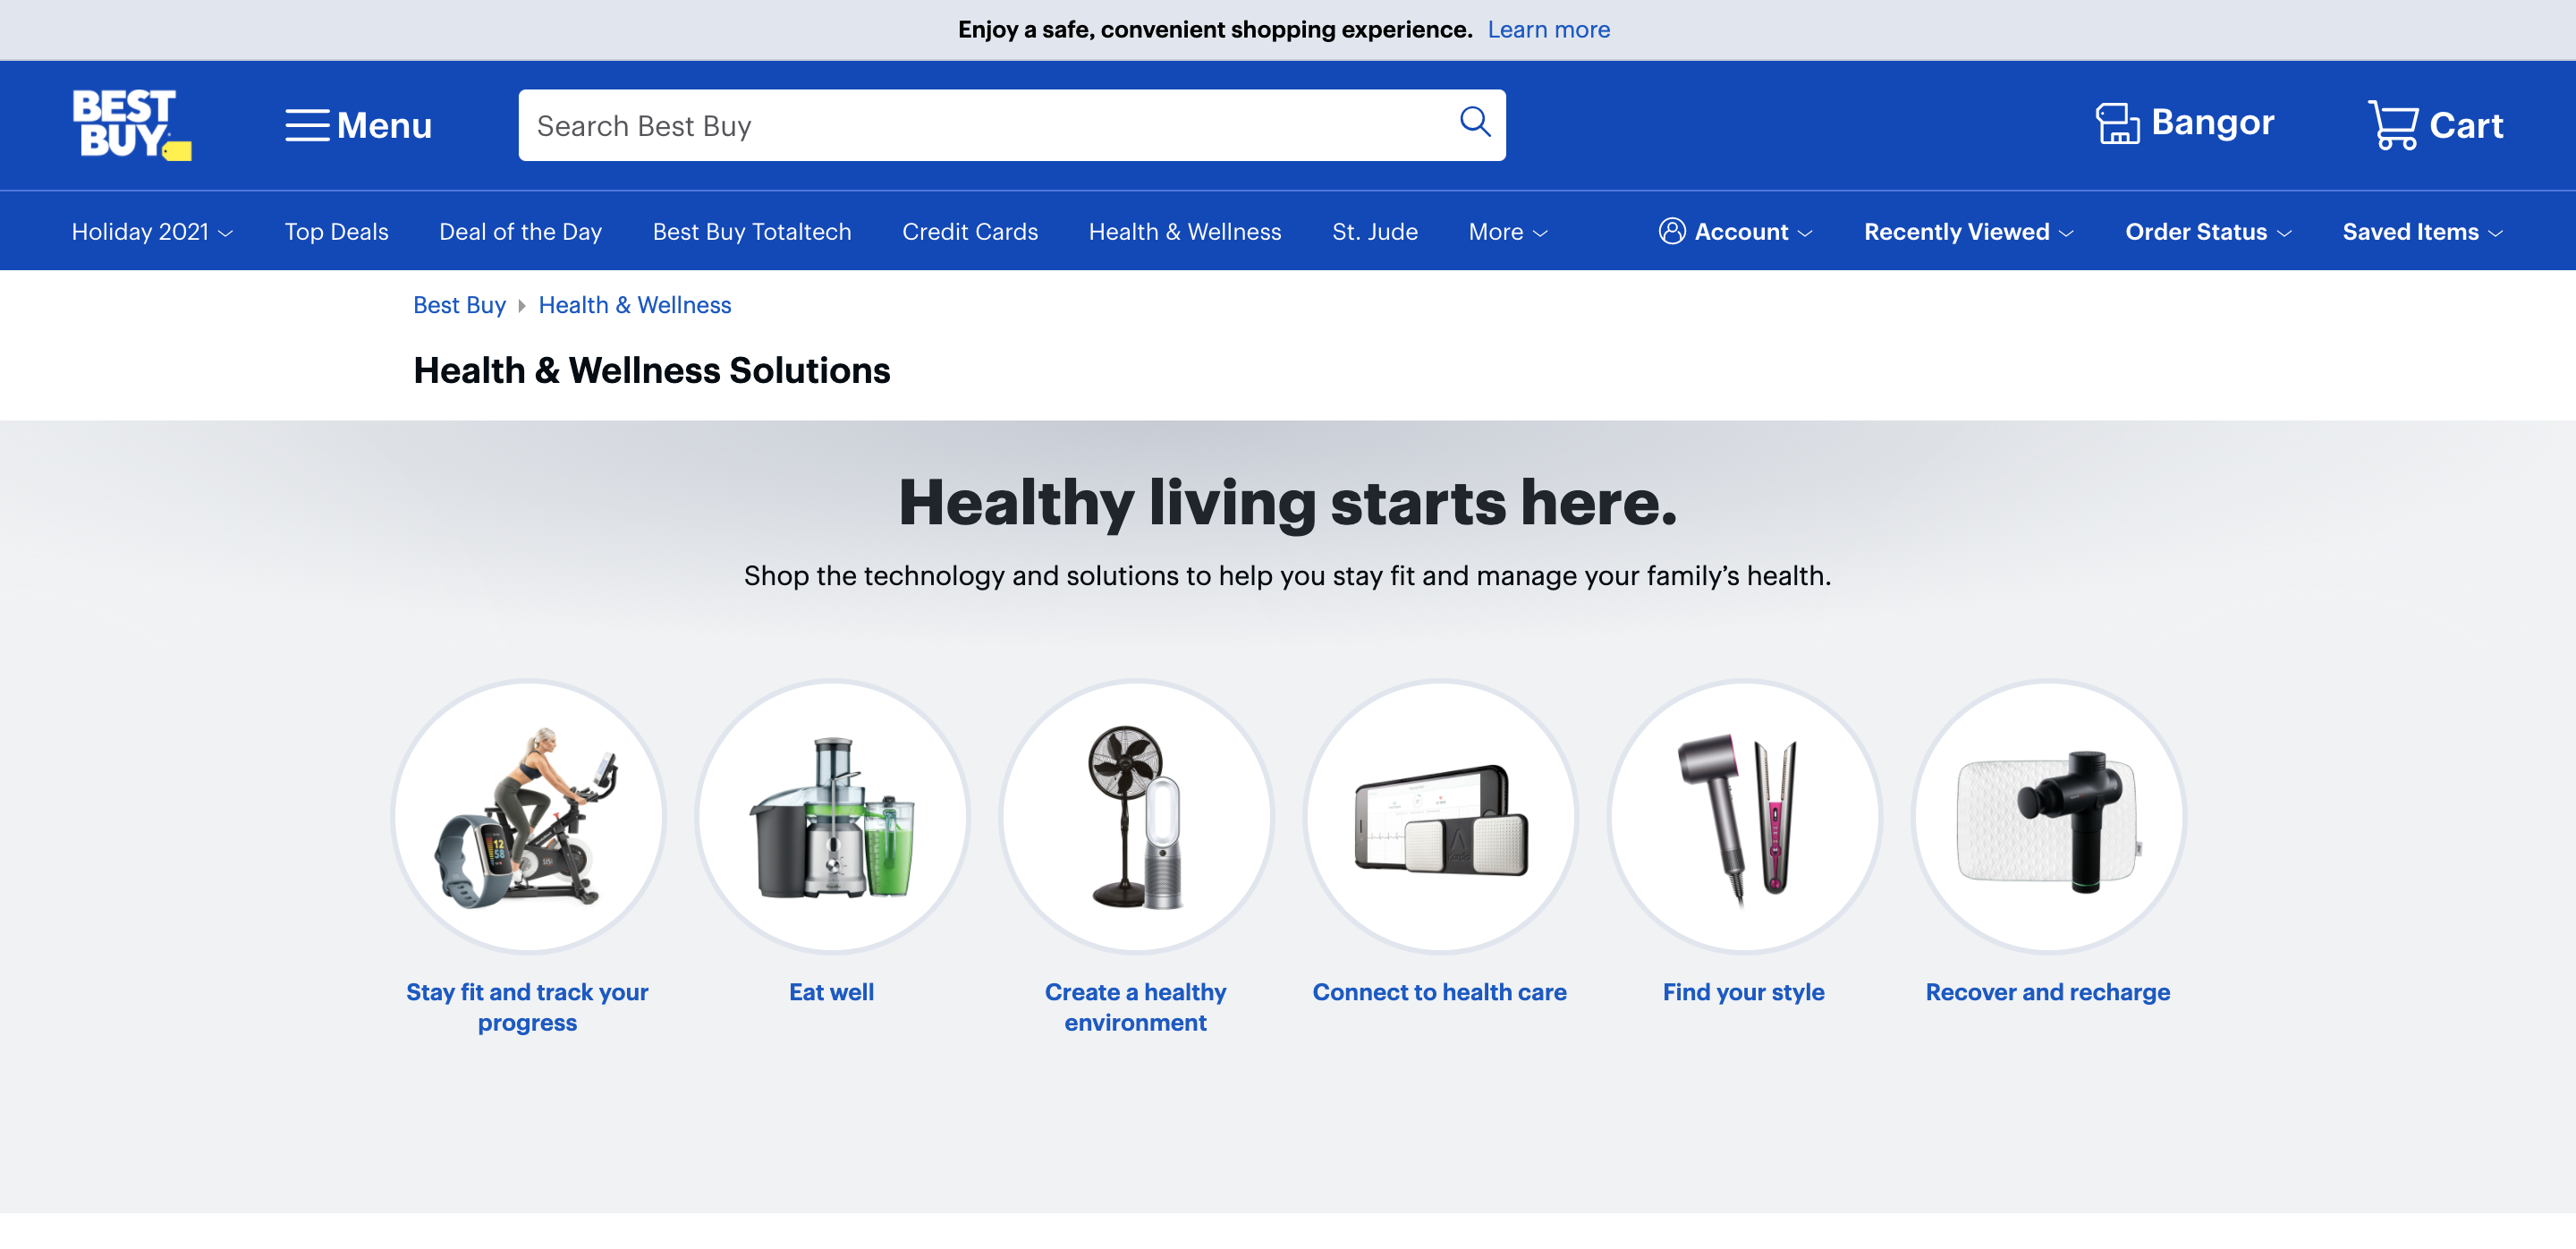 Enjoy a safe, convenient shopping experience. Learn more
BEST
BUY
Menu
Search Best Buy
Bangor
Cart
Holiday 2021
Top Deals
Deal of the Day
Best Buy Totaltech
Credit Cards
Health & Wellness
St. Jude
More
Account
Recently Viewed
Order Status
Saved Items
Best Buy
Health & Wellness
Health & Wellness Solutions
Healthy living starts here.
Shop the technology and solutions to help you stay fit and manage your family’s health.
12
58
Stay fit and track your
progress
Eat well
Create a healthy
environment
Connect to health care
Find your style
Recover and recharge